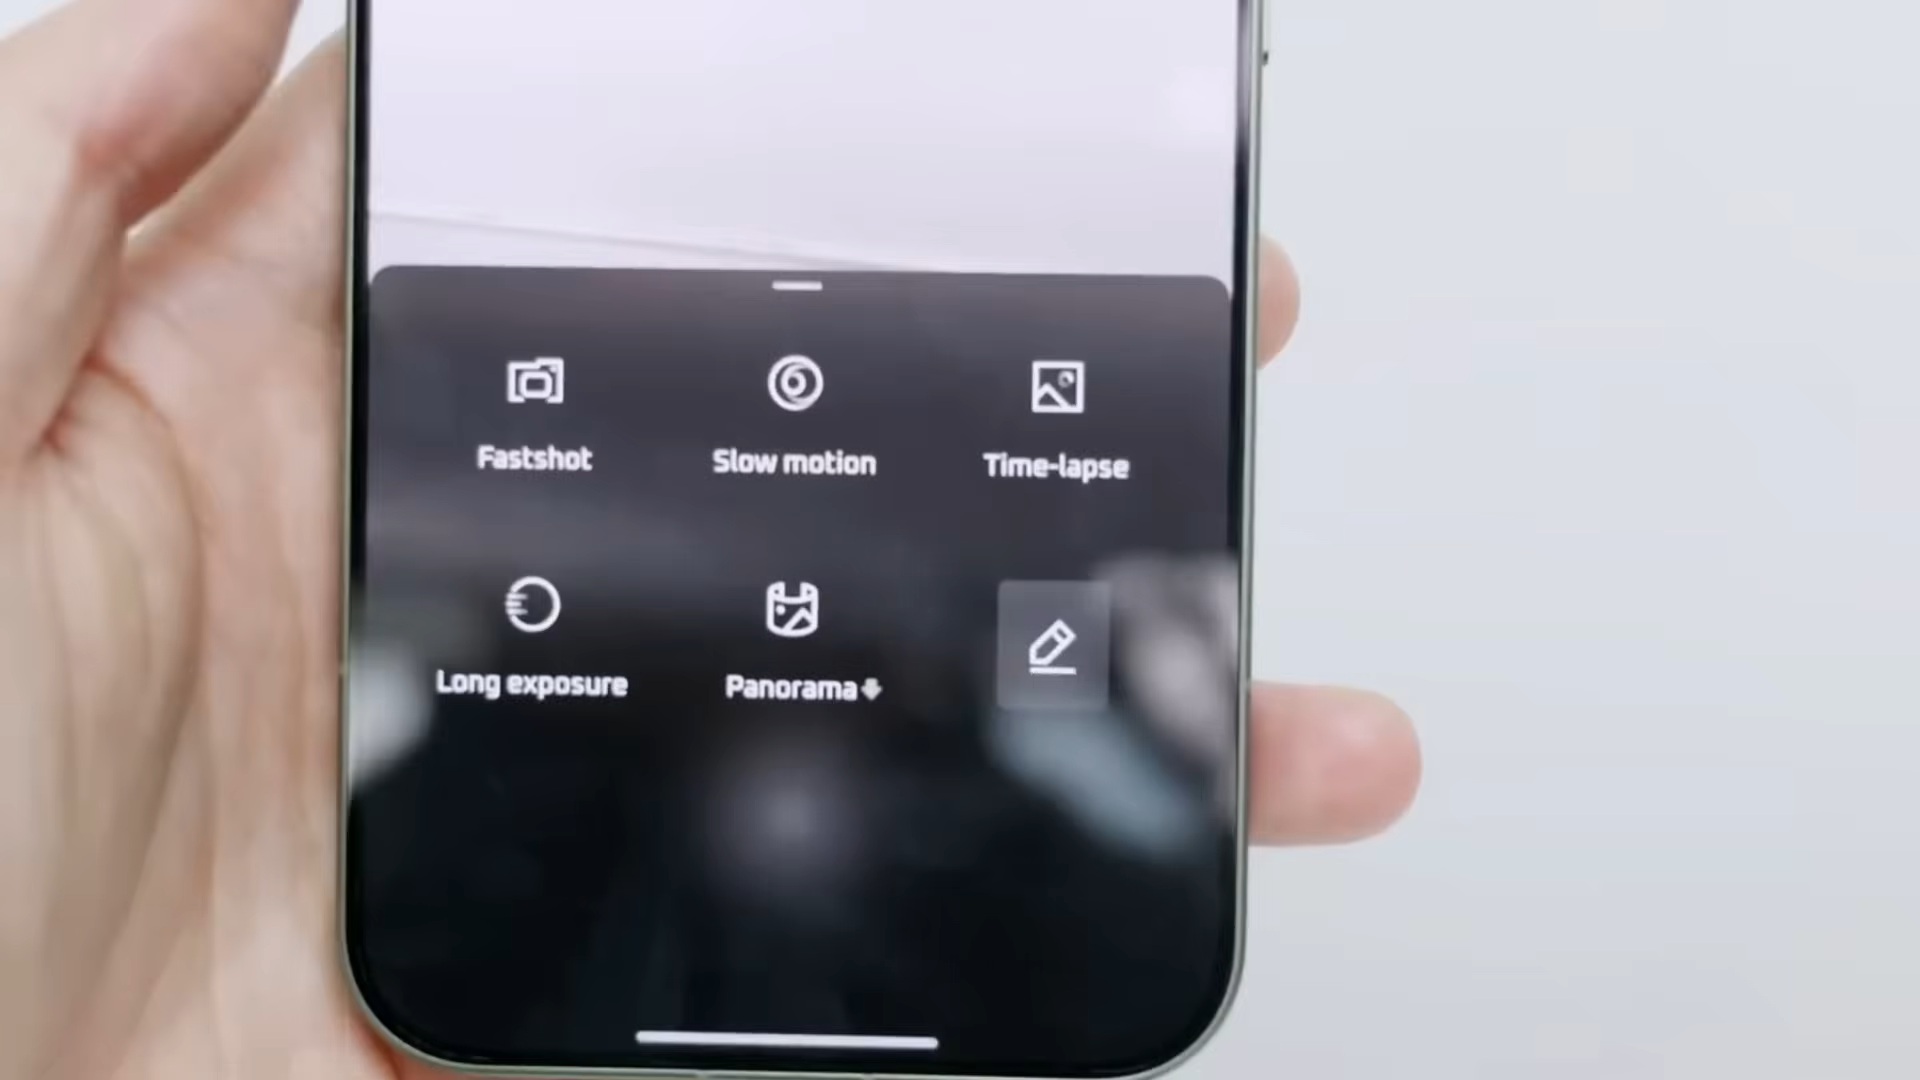 Fastshot
Slow motion
Time-lapse
Long exposure
Panorama